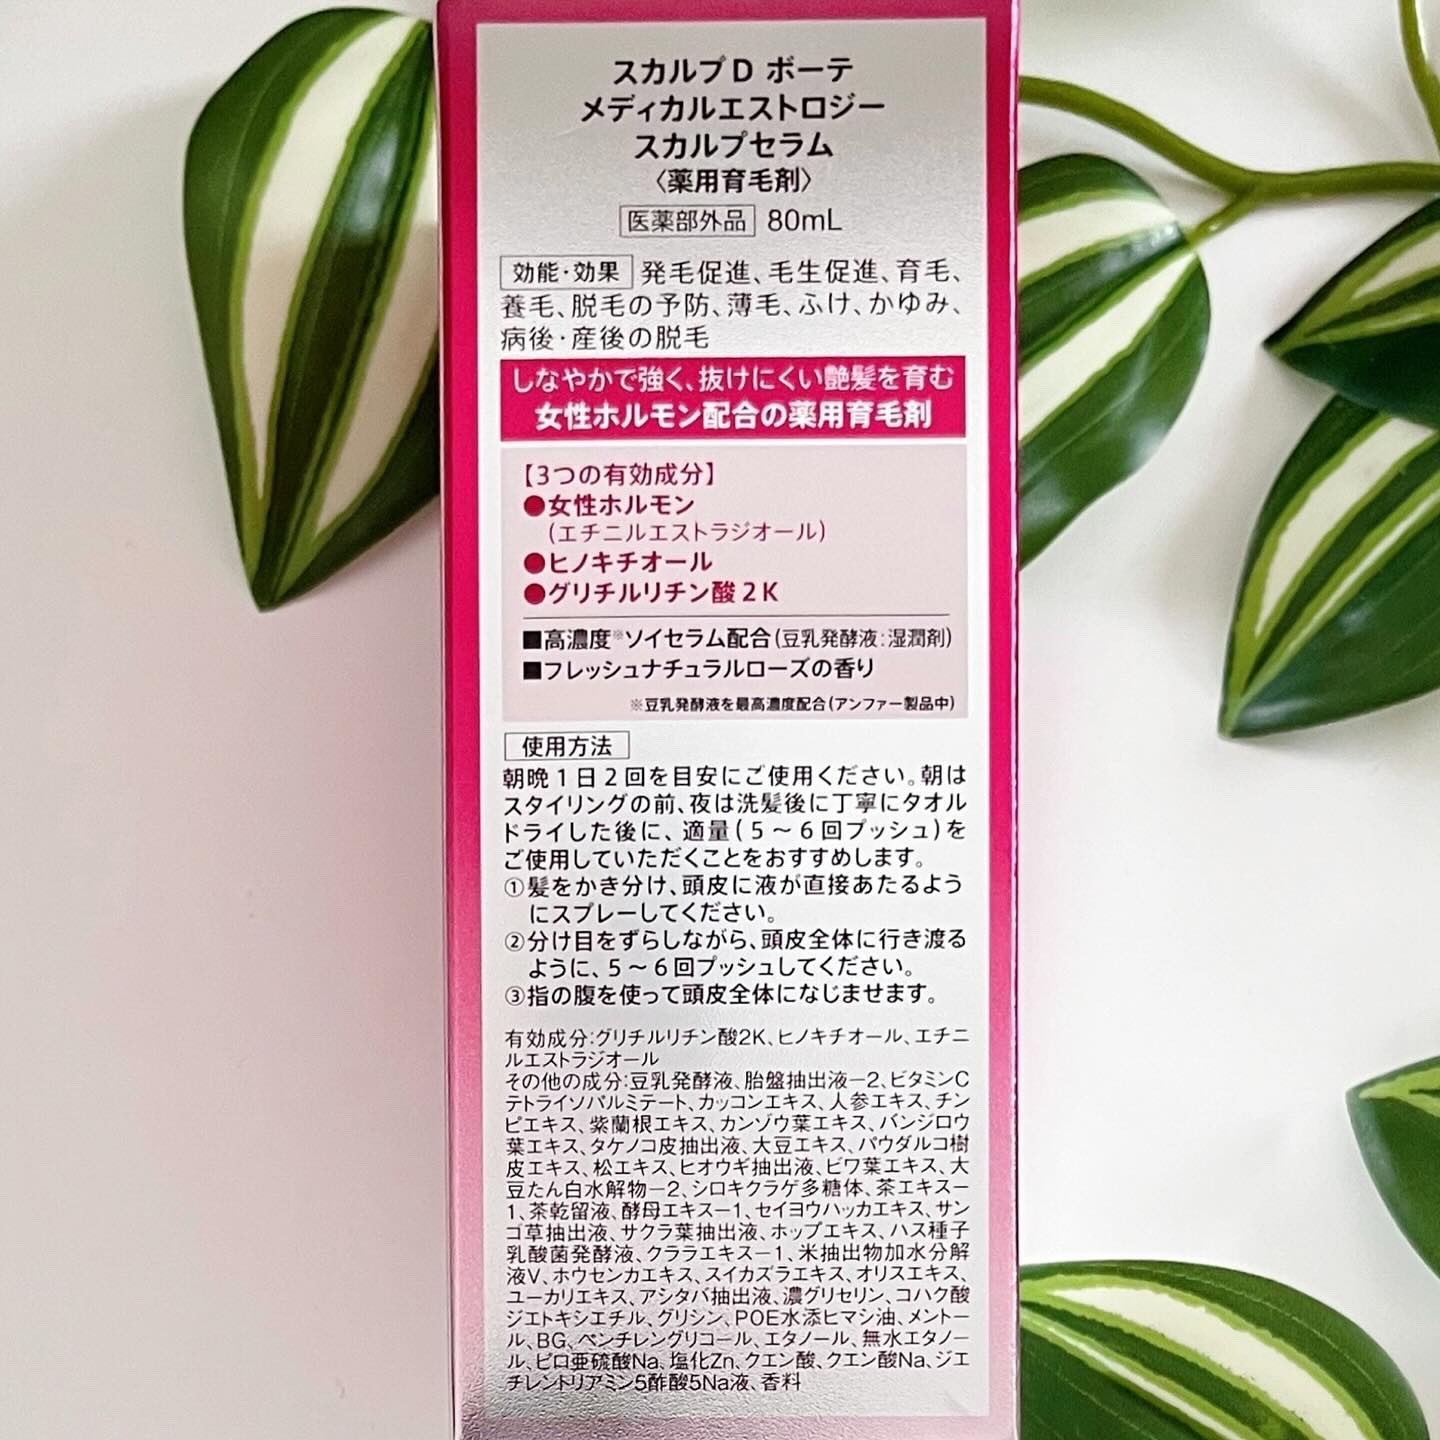 スカルプD ボーテ
メディカルエストロジー
スカルプセラム
〈薬用育毛剤〉
医薬部外品 80mL
効能・効果 発毛促進、毛生促進、育毛、
養毛、脱毛の予防、薄毛、ふけ、かゆみ、
病後・産後の脱毛
しなやかで強く、抜けにくい艶髪を育む
女性ホルモン配合の薬用育毛剤
【3つの有効成分】
●女性ホルモン
(エチニルエストラジオール)
●ヒノキチオール
●グリチルリチン酸2K
■高濃度※ソイセラム配合(豆乳発酵液:湿潤剤)
■フレッシュナチュラルローズの香り
※豆乳発酵液を最高濃度配合(アンファー製品中)
使用方法
朝晩1日2回を目安にご使用ください。朝は
スタイリングの前、夜は洗髪後に丁寧にタオル
ドライした後に、適量(5〜6回プッシュ)を
ご使用していただくことをおすすめします。
①髪をかき分け、頭皮に液が直接あたるよう
にスプレーしてください。
②分け目をずらしながら、頭皮全体に行き渡る
ように、5〜6回プッシュしてください。
③指の腹を使って頭皮全体になじませます。
有効成分:グリチルリチン酸2K、ヒノキチオール、エチニ
ルエストラジオール
その他の成分:豆乳発酵液、胎盤抽出液−2、ビタミンC
テトライソパルミテート、カッコンエキス、人参エキス、チン
ピエキス、紫蘭根エキス、カンゾウ葉エキス、バンジロウ
葉エキス、タケノコ皮抽出液、大豆エキス、パウダルコ樹
皮エキス、松エキス、ヒオウギ抽出液、ビワ葉エキス、大
豆たん白水解物−2、シロキクラゲ多糖体、茶エキス−
1、茶乾留液、酵母エキス−1、セイヨウハッカエキス、サン
ゴ草抽出液、サクラ葉抽出液、ホップエキス、ハス種子
乳酸菌発酵液、クララエキス−1、米抽出物加水分解
液V、ホウセンカエキス、スイカズラエキス、オリスエキス、
ユーカリエキス、アシタバ抽出液、濃グリセリン、コハク酸
ジエトキシエチル、グリシン、POE水添ヒマシ油、メントー
ル、BG、ペンチレングリコール、エタノール、無水エタノー
ル、ピロ亜硫酸Na、塩化Zn、クエン酸、クエン酸Na、ジエ
チレントリアミン5酢酸5Na液、香料